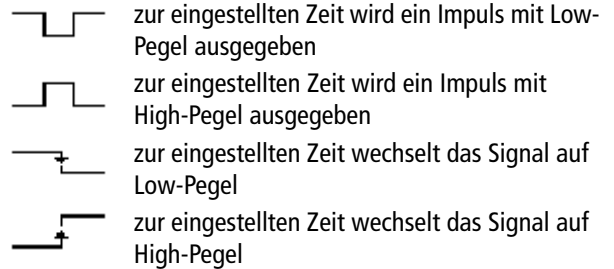 zur eingestellten Zeit wird ein Impuls mit Low-
Pegel ausgegeben
zur eingestellten Zeit wird ein Impuls mit
High-Pegel ausgegeben
zur eingestellten Zeit wechselt das Signal auf
Low-Pegel
zur eingestellten Zeit wechselt das Signal auf
High-Pegel